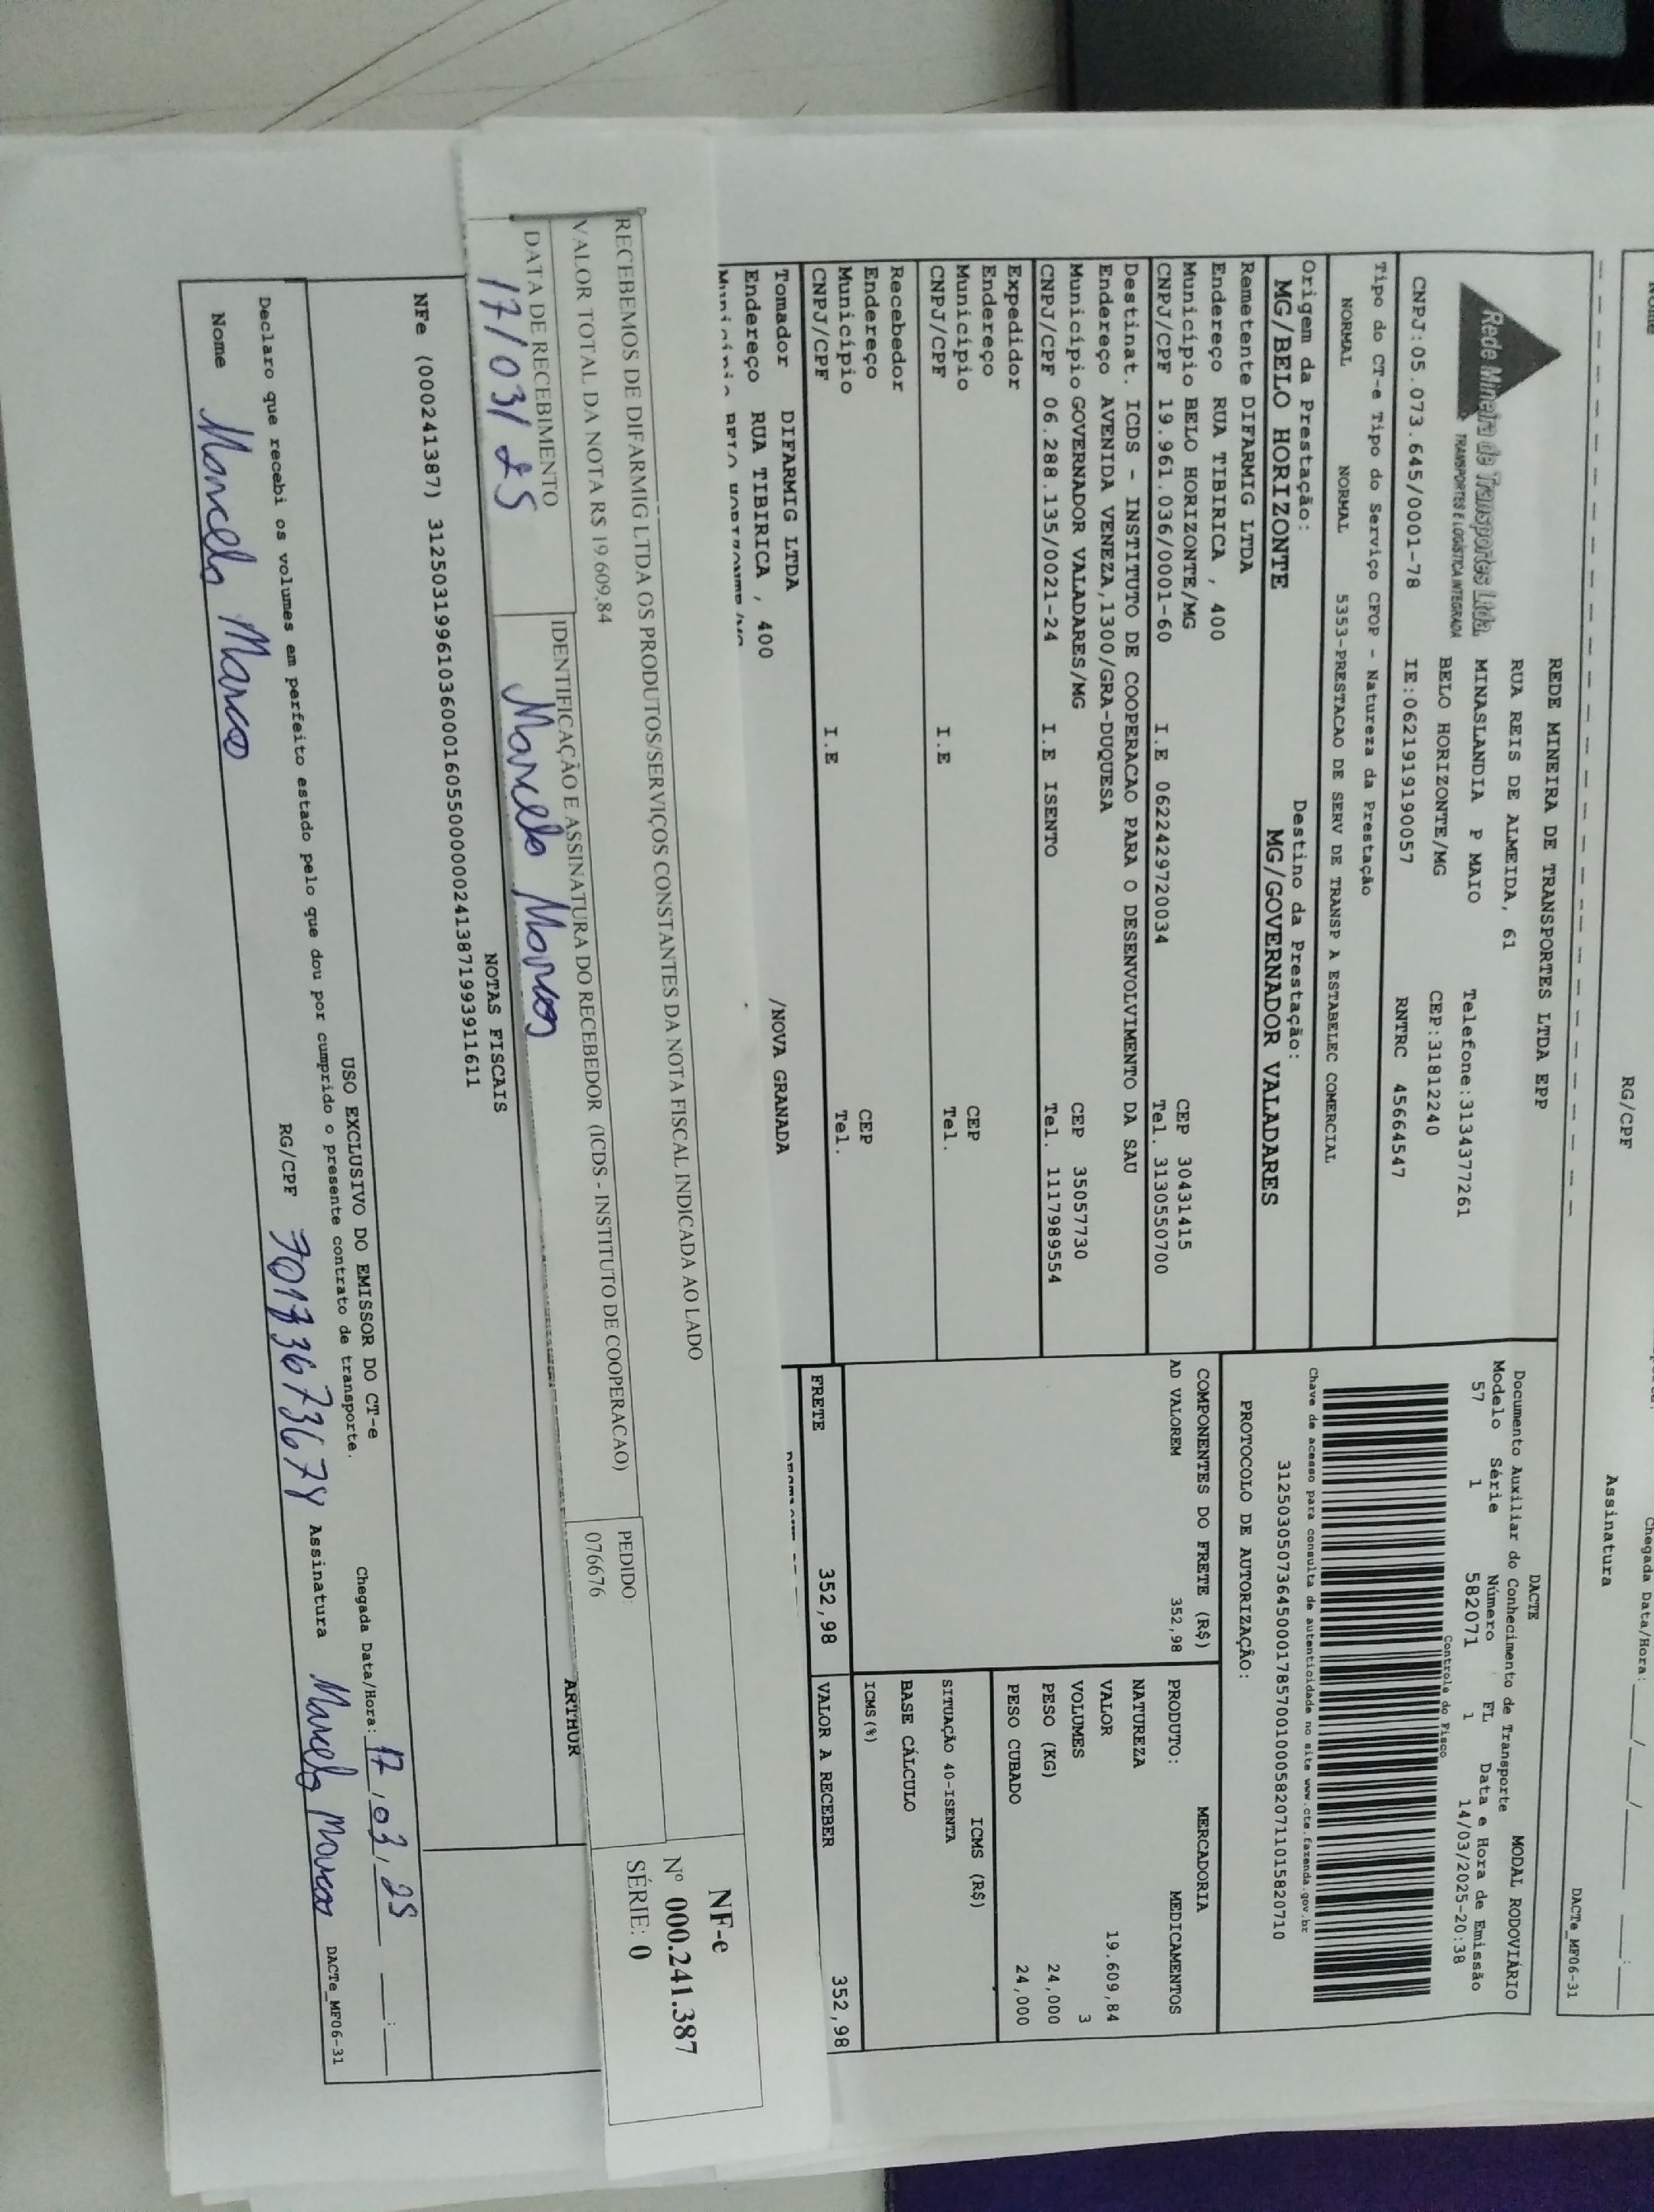 Nome
RG/CPF
Assinatura
Chegada Data/Hora: ___/___/_____ ___:___
DACTe_MF06-31
Rede Mineira de Transportes Ltda.
TRANSPORTES E LOGÍSTICA INTEGRADA
REDE MINEIRA DE TRANSPORTES LTDA EPP
RUA REIS DE ALMEIDA, 61
MINASLANDIA P MAIO Telefone:3134377261
BELO HORIZONTE/MG CEP:31812240
CNPJ:05.073.645/0001-78 IE:0621919190057 RNTRC 45664547
DACTE MODAL RODOVIÁRIO
Documento Auxiliar do Conhecimento de Transporte
Modelo Série Número FL Data e Hora de Emissão
57 1 582071 1 14/03/2025-20:38
Controle do Fisco
Chave de acesso para consulta de autenticidade no site www.cte.fazenda.gov.br
31250305073645000178570010005820711015820710
PROTOCOLO DE AUTORIZAÇÃO:
Tipo do CT-e Tipo do Serviço CFOP - Natureza da Prestação
NORMAL NORMAL 5353-PRESTACAO DE SERV DE TRANSP A ESTABELEC COMERCIAL
Origem da Prestação: Destino da Prestação:
MG/BELO HORIZONTE MG/GOVERNADOR VALADARES
Remetente DIFARMIG LTDA
Endereço RUA TIBIRICA , 400
Município BELO HORIZONTE/MG CEP 30431415
CNPJ/CPF 19.961.036/0001-60 I.E 0622429720034 Tel. 3130550700
Destinat. ICDS - INSTITUTO DE COOPERACAO PARA O DESENVOLVIMENTO DA SAU
Endereço AVENIDA VENEZA,1300/GRA-DUQUESA
Município GOVERNADOR VALADARES/MG CEP 35057730
CNPJ/CPF 06.288.135/0021-24 I.E ISENTO Tel. 1117989554
Expedidor
Endereço
Município CEP
CNPJ/CPF I.E Tel.
Recebedor
Endereço
Município CEP
CNPJ/CPF I.E Tel.
Tomador DIFARMIG LTDA
Endereço RUA TIBIRICA , 400 /NOVA GRANADA
Município BELO HORIZONTE/MG
COMPONENTES DO FRETE (R$)
AD VALOREM 352,98
FRETE 352,98
MERCADORIA
PRODUTO: MEDICAMENTOS
NATUREZA
VALOR 19.609,84
VOLUMES 3
PESO (KG) 24,000
PESO CUBADO 24,000
ICMS (R$)
SITUAÇÃO 40-ISENTA
BASE CÁLCULO
ICMS(%)
VALOR A RECEBER 352,98
RECEBEMOS DE DIFARMIG LTDA OS PRODUTOS/SERVIÇOS CONSTANTES DA NOTA FISCAL INDICADA AO LADO
VALOR TOTAL DA NOTA R$ 19.609,84
PEDIDO:
076676
NF-e
Nº 000.241.387
SÉRIE: 0
DATA DE RECEBIMENTO
17/03/25
IDENTIFICAÇÃO E ASSINATURA DO RECEBEDOR (ICDS - INSTITUTO DE COOPERACAO)
Marcelo Marcos
ARTHUR
NOTAS FISCAIS
NFe (000241387) 31250319961036000160550000002413871993911611
USO EXCLUSIVO DO EMISSOR DO CT-e
Declaro que recebi os volumes em perfeito estado pelo que dou por cumprido o presente contrato de transporte.
Chegada Data/Hora: 17/03/25 ___:___
Nome Marcelo Marcos
RG/CPF
Assinatura Marcelo Marcos
DACTe_MF06-31